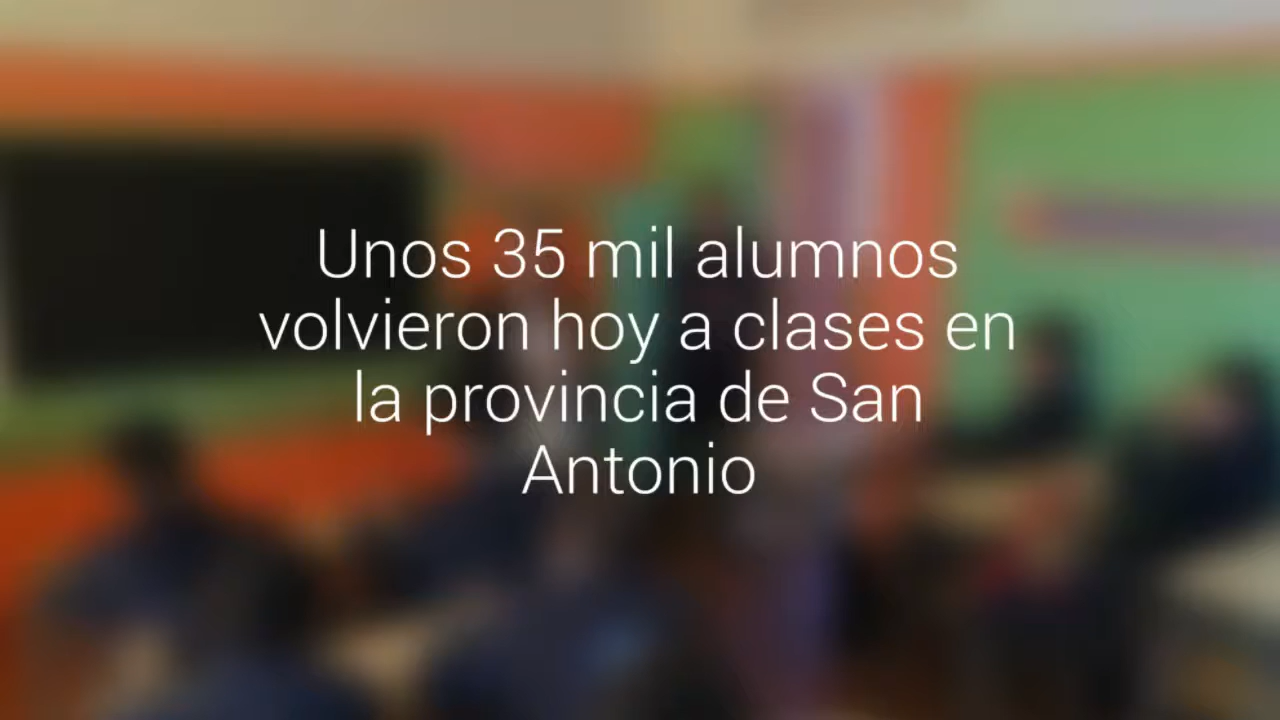 Unos 35 mil alumnos
volvieron hoy a clases en
la provincia de San
Antonio